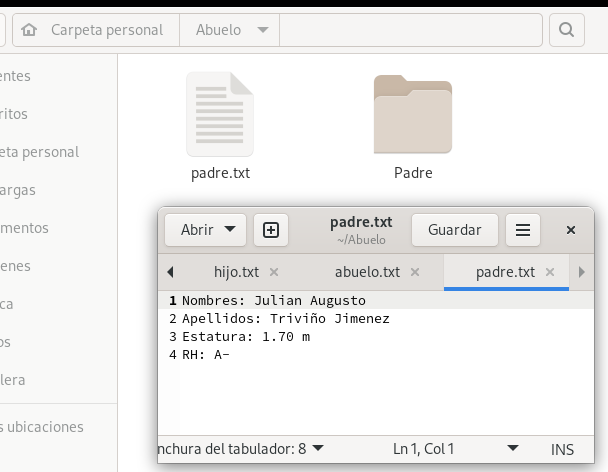 Carpeta personal
Abuelo
entes
ritos
eta personal
argas
mentos
enes
ca
os
lera
s ubicaciones
padre.txt
Padre
Abrir
padre.txt
~/Abuelo
Guardar
hijo.txt
abuelo.txt
padre.txt
1 Nombres: Julian Augusto
2 Apellidos: Triviño Jimenez
3 Estatura: 1.70 m
4 RH: A-
nchura del tabulador: 8
Ln 1, Col 1
INS